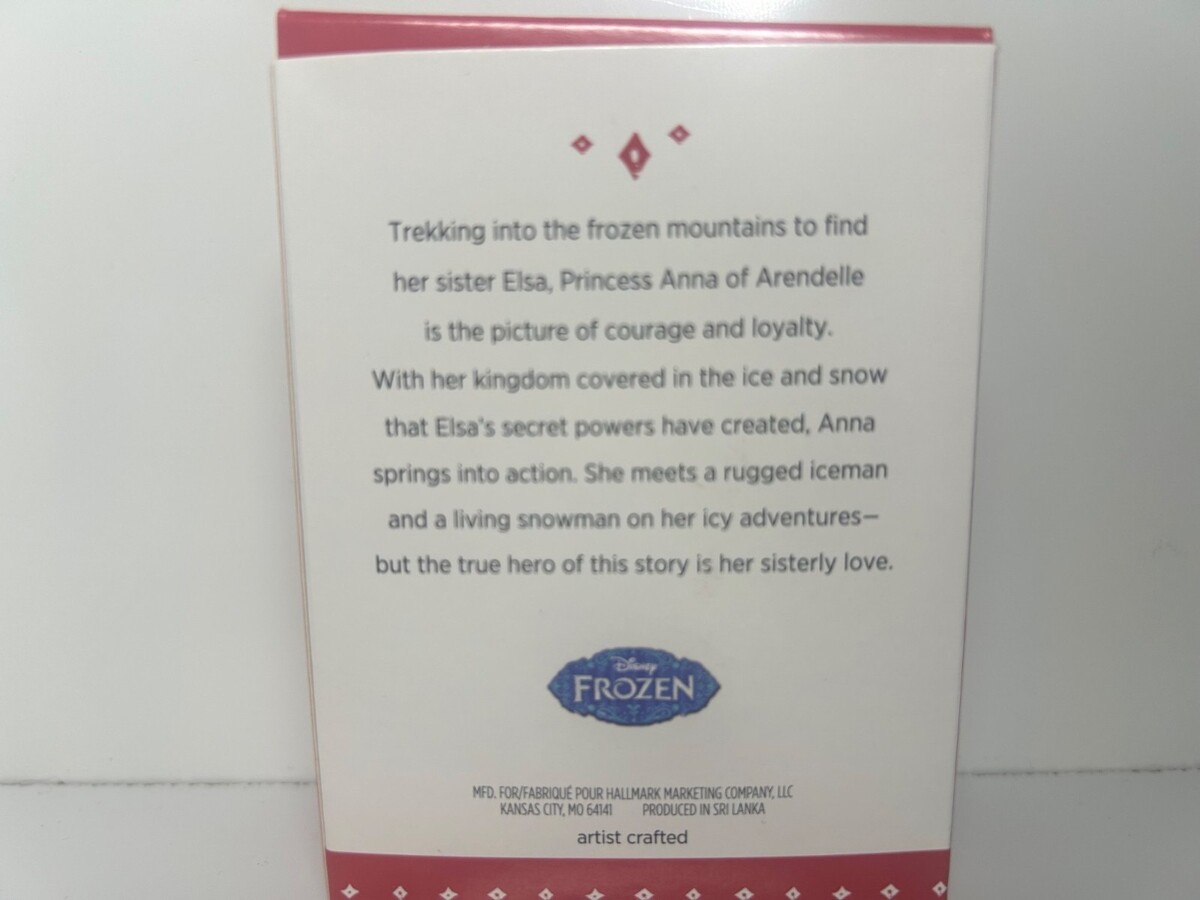 Trekking into the frozen mountains to find
her sister Elsa, Princess Anna of Arendelle
is the picture of courage and loyalty.
With her kingdom covered in the ice and snow
that Elsa's secret powers have created, Anna
springs into action. She meets a rugged iceman
and a living snowman on her icy adventures—
but the true hero of this story is her sisterly love.
Disney
FROZEN
MFD. FOR/FABRIQUÉ POUR HALLMARK MARKETING COMPANY, LLC
KANSAS CITY, MO 64141 PRODUCED IN SRI LANKA
artist crafted